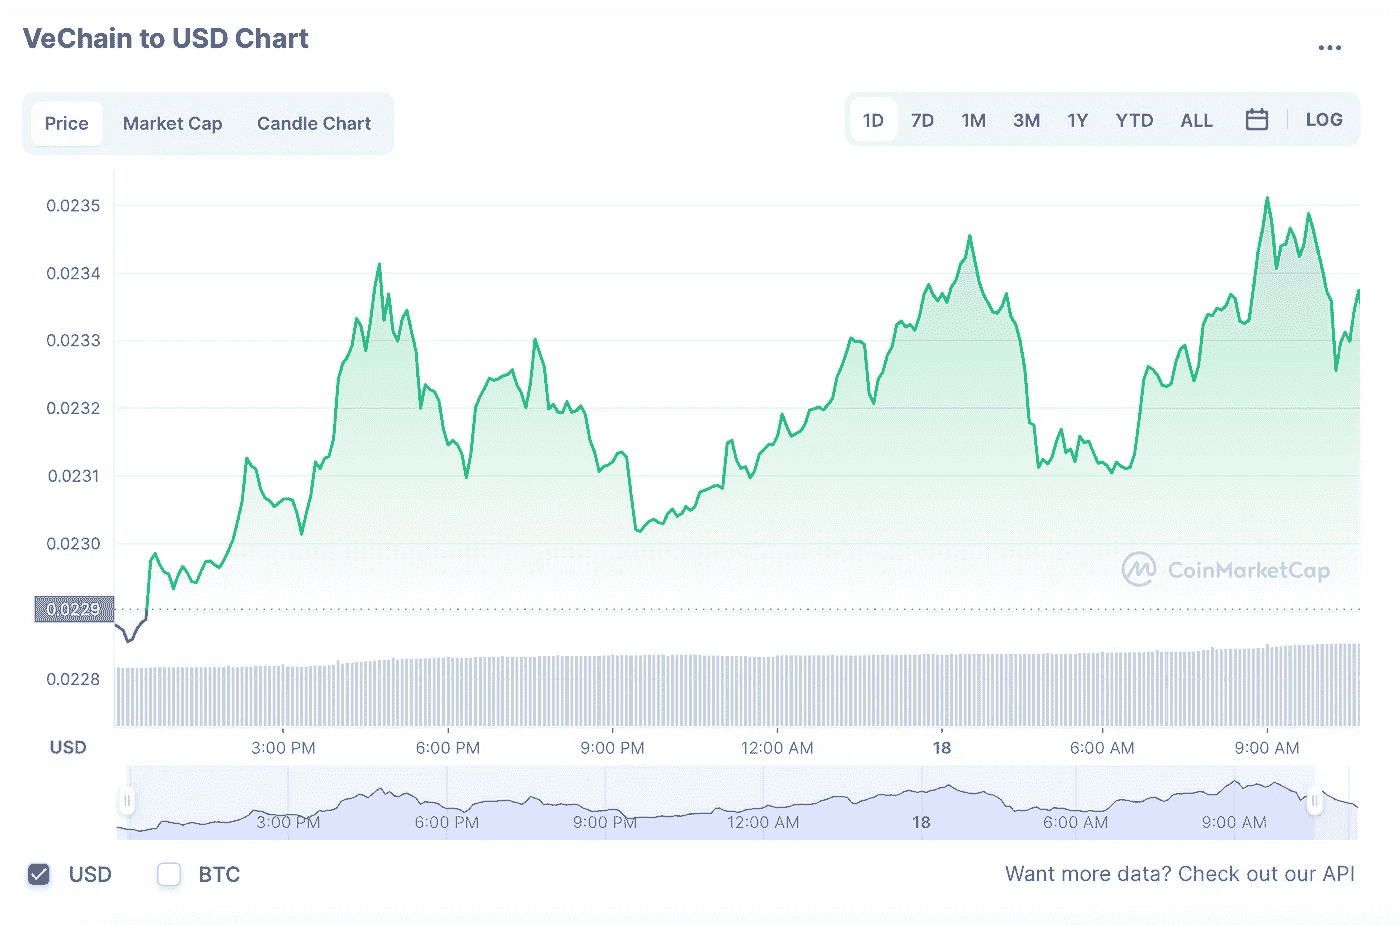 VeChain to USD Chart
Price Market Cap Candle Chart
1D 7D 1M 3M 1Y YTD ALL LOG
0.0235
0.0234
0.0233
0.0232
0.0231
0.0230
0.0229
0.0228
CoinMarketCap
USD 3:00 PM 6:00 PM 9:00 PM 12:00 AM 18 6:00 AM 9:00 AM
3:00 PM 6:00 PM 9:00 PM 12:00 AM 18 6:00 AM 9:00 AM
USD BTC Want more data? Check out our API